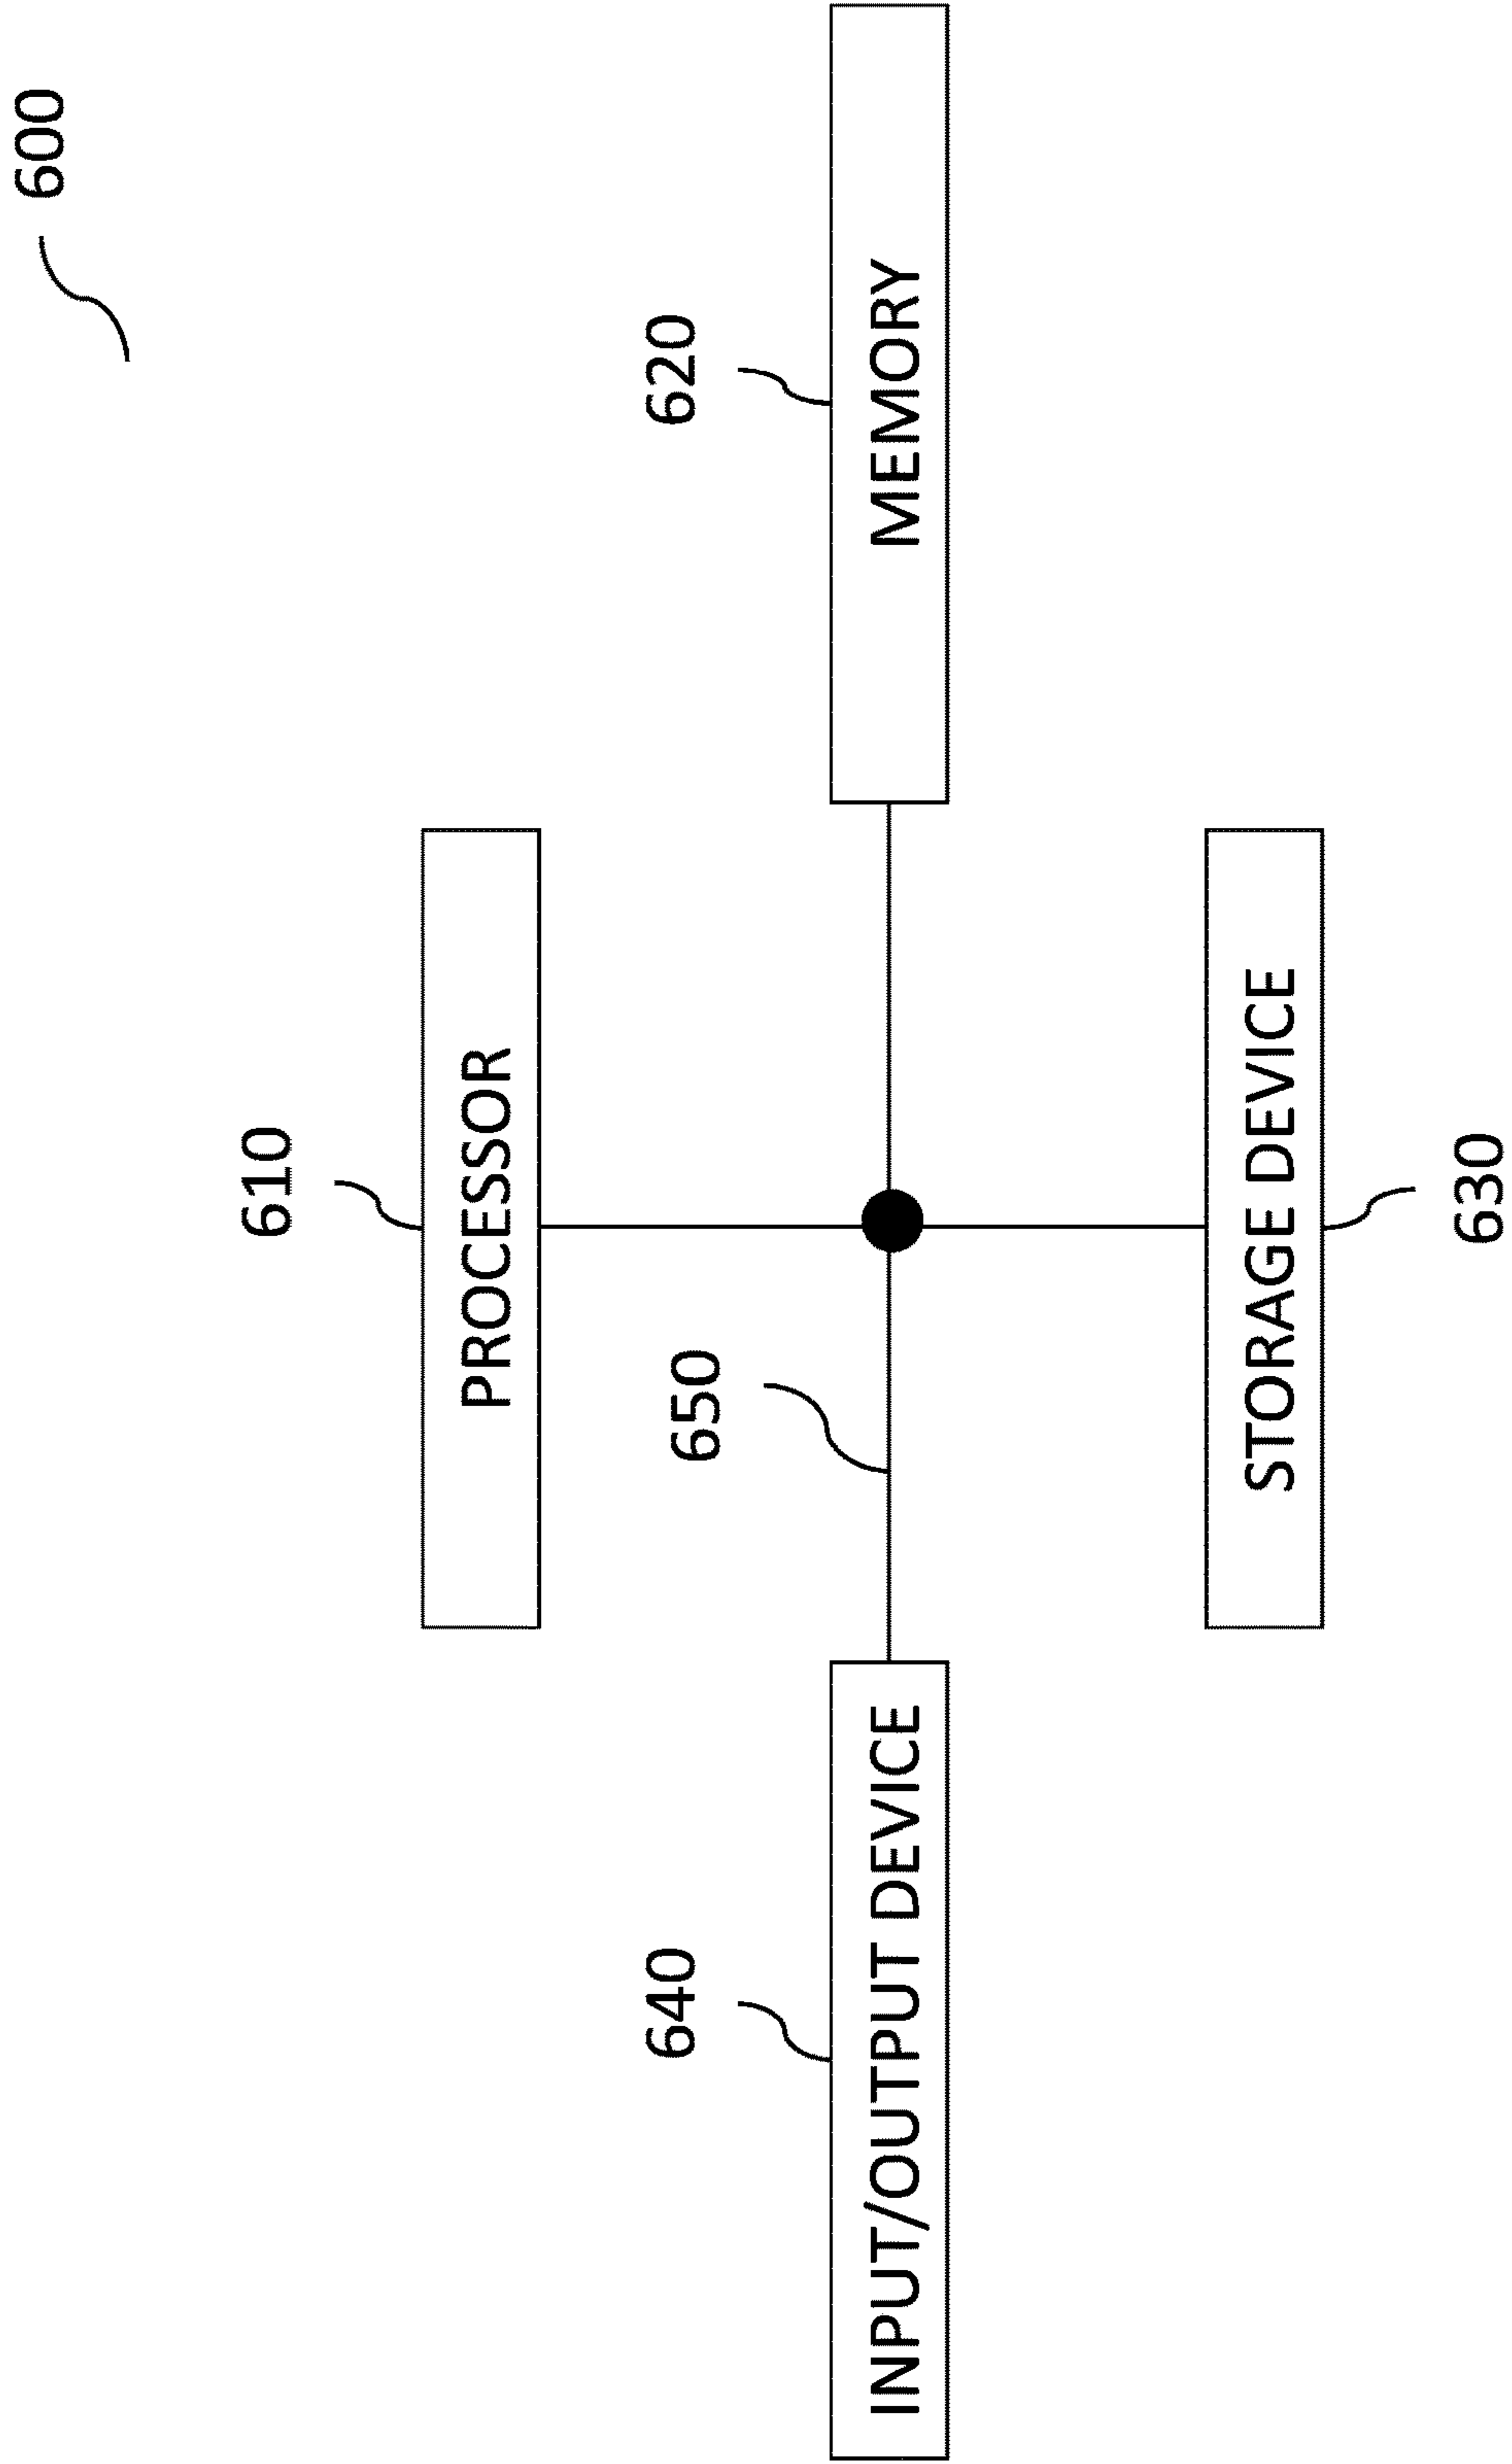 600
610
PROCESSOR
640
650
620
INPUT/OUTPUT DEVICE
MEMORY
STORAGE DEVICE
630